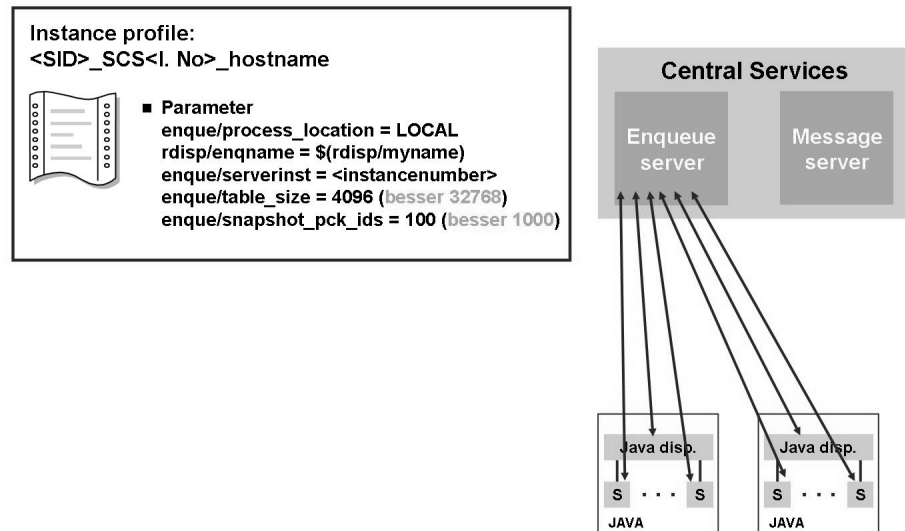 Instance profile:
<SID>_SCS<I. No>_hostname
■ Parameter
enque/process_location = LOCAL
rdisp/enqname = $(rdisp/myname)
enque/serverinst = <instancenumber>
enque/table_size = 4096 (besser 32768)
enque/snapshot_pck_ids = 100 (besser 1000)
Central Services
Enqueue
server
Message
server
Java disp.
S . . . S
JAVA
Java disp.
S . . . S
JAVA